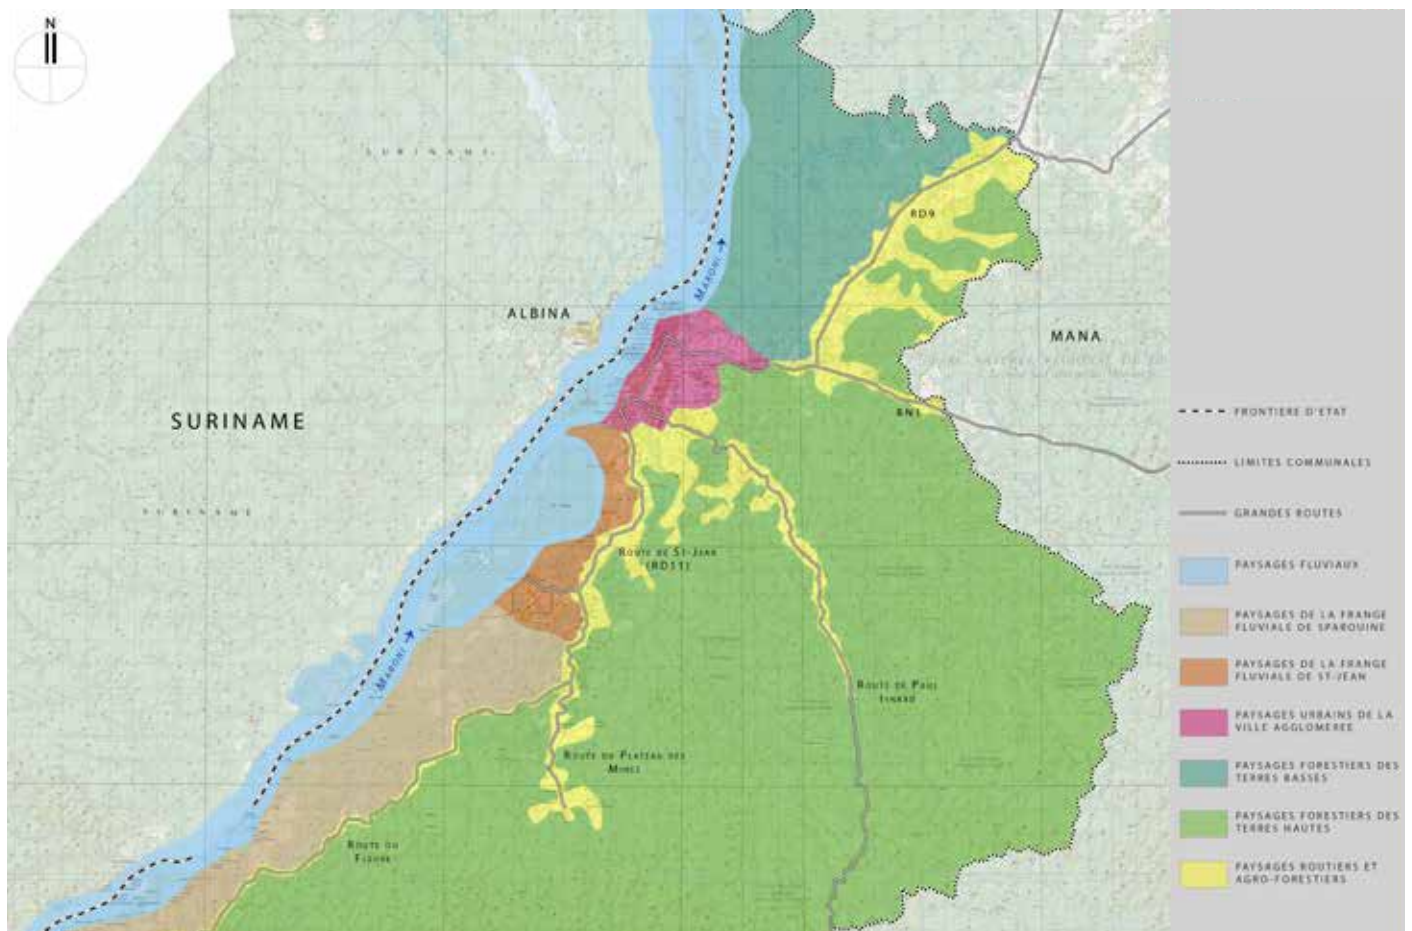 N
SURINAME
RD9
MARONI
ALBINA
MANA
SURINAME
RN1
SURINAME
ROUTE DE ST-JEAN
(RD11)
MARONI
ROUTE DE PAUL
ISNARD
ROUTE DU PLATEAU DES
MINES
ROUTE DU
FLEUVE
FRONTIERE D'ETAT
LIMITES COMMUNALES
GRANDES ROUTES
PAYSAGES FLUVIAUX
PAYSAGES DE LA FRANGE
FLUVIALE DE SPAROUINE
PAYSAGES DE LA FRANGE
FLUVIALE DE ST-JEAN
PAYSAGES URBAINS DE LA
VILLE AGGLOMEREE
PAYSAGES FORESTIERS DES
TERRES BASSES
PAYSAGES FORESTIERS DES
TERRES HAUTES
PAYSAGES ROUTIERS ET
AGRO-FORESTIERS